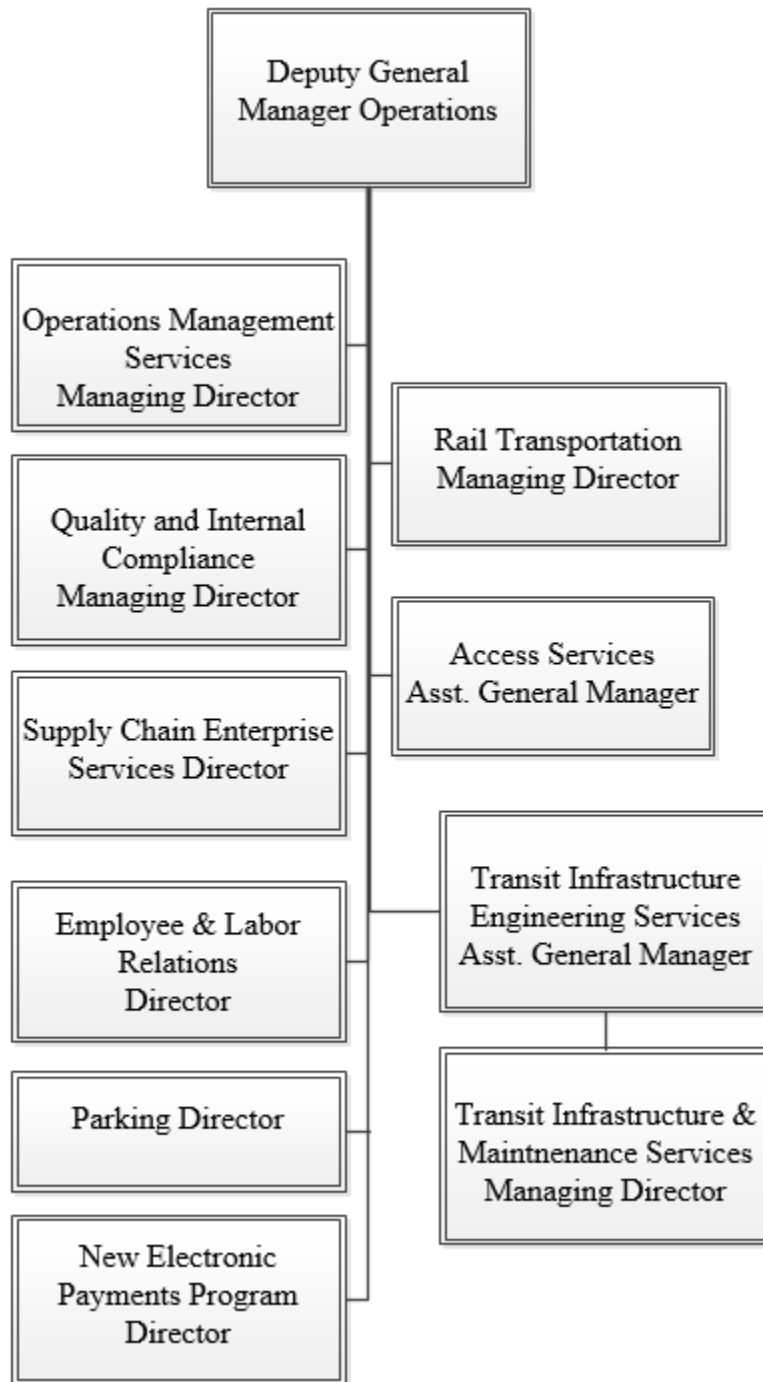 Deputy General
Manager Operations
Operations Management
Services
Managing Director
Rail Transportation
Managing Director
Quality and Internal
Compliance
Managing Director
Access Services
Asst. General Manager
Supply Chain Enterprise
Services Director
Transit Infrastructure
Engineering Services
Asst. General Manager
Employee & Labor
Relations
Director
Transit Infrastructure &
Maintnenance Services
Managing Director
Parking Director
New Electronic
Payments Program
Director